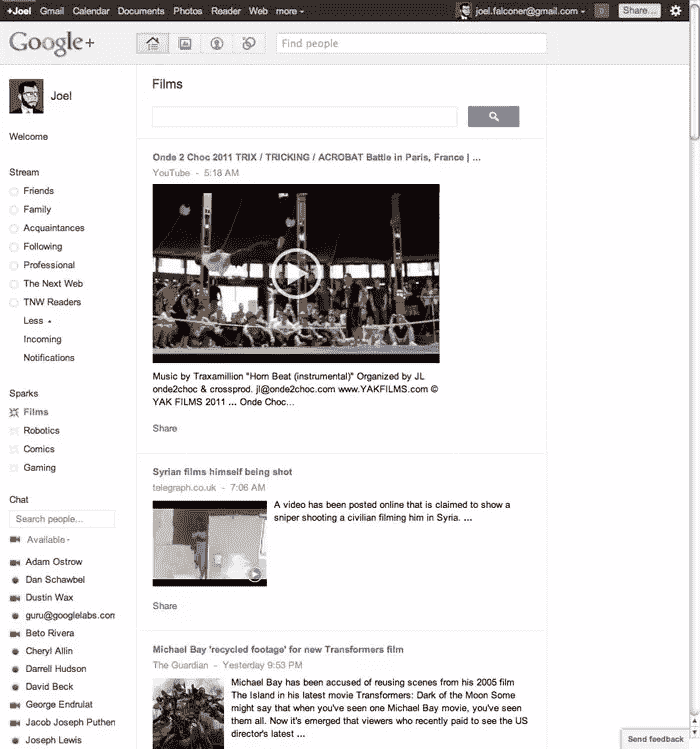 +Joel Gmail Calendar Documents Photos Reader Web more
joel.falconer@gmail.com 0 Share...
Google+
Find people
Joel
Welcome
Stream
Friends
Family
Acquaintances
Following
Professional
The Next Web
TNW Readers
Less
Incoming
Notifications
Sparks
Films
Robotics
Comics
Gaming
Chat
Search people...
Available
Adam Ostrow
Dan Schawbel
Dustin Wax
guru@googlelabs.com
Beto Rivera
Cheryl Allin
Darrell Hudson
David Beck
George Endrulat
Jacob Joseph Puthen
Joseph Lewis
Films
Onde 2 Choc 2011 TRIX / TRICKING / ACROBAT Battle in Paris, France | ...
YouTube - 5:18 AM
Music by Traxamillion "Horn Beat (instrumental)" Organized by JL
onde2choc & crossprod. jl@onde2choc.com www.YAKFILMS.com ©
YAK FILMS 2011 ... Onde Choc...
Share
Syrian films himself being shot
telegraph.co.uk - 7:06 AM
A video has been posted online that is claimed to show a
sniper shooting a civilian filming him in Syria. ...
Share
Michael Bay 'recycled footage' for new Transformers film
The Guardian - Yesterday 9:53 PM
Michael Bay has been accused of reusing scenes from his 2005 film
The Island in his latest movie Transformers: Dark of the Moon Some
might say that when you've seen one Michael Bay movie, you've seen
them all. Now it's emerged that viewers who recently paid to see the US
director's latest ...
Send feedback